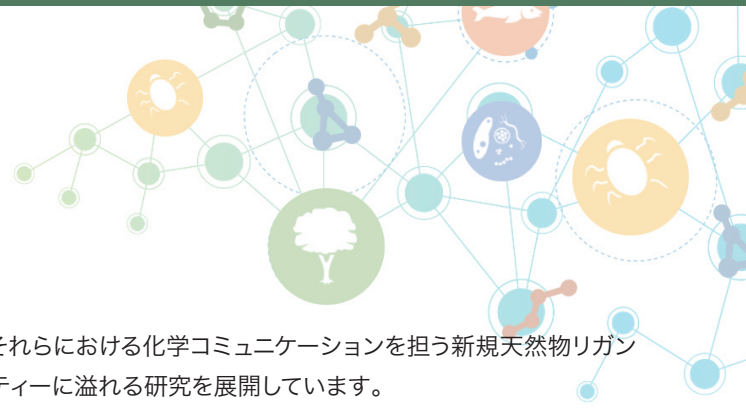 それらにおける化学コミュニケーションを担う新規天然物リガン
ティーに溢れる研究を展開しています。